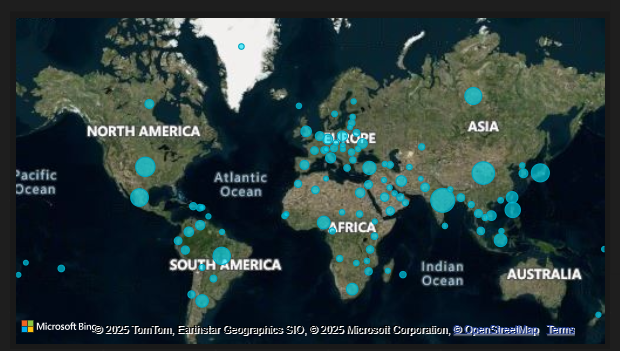 NORTH AMERICA
EUROPE
ASIA
Pacific
Ocean
Atlantic
Ocean
AFRICA
SOUTH AMERICA
Indian
Ocean
AUSTRALIA
Microsoft Bing
© 2025 TomTom, Earthstar Geographics SIO, © 2025 Microsoft Corporation, © OpenStreetMap Terms